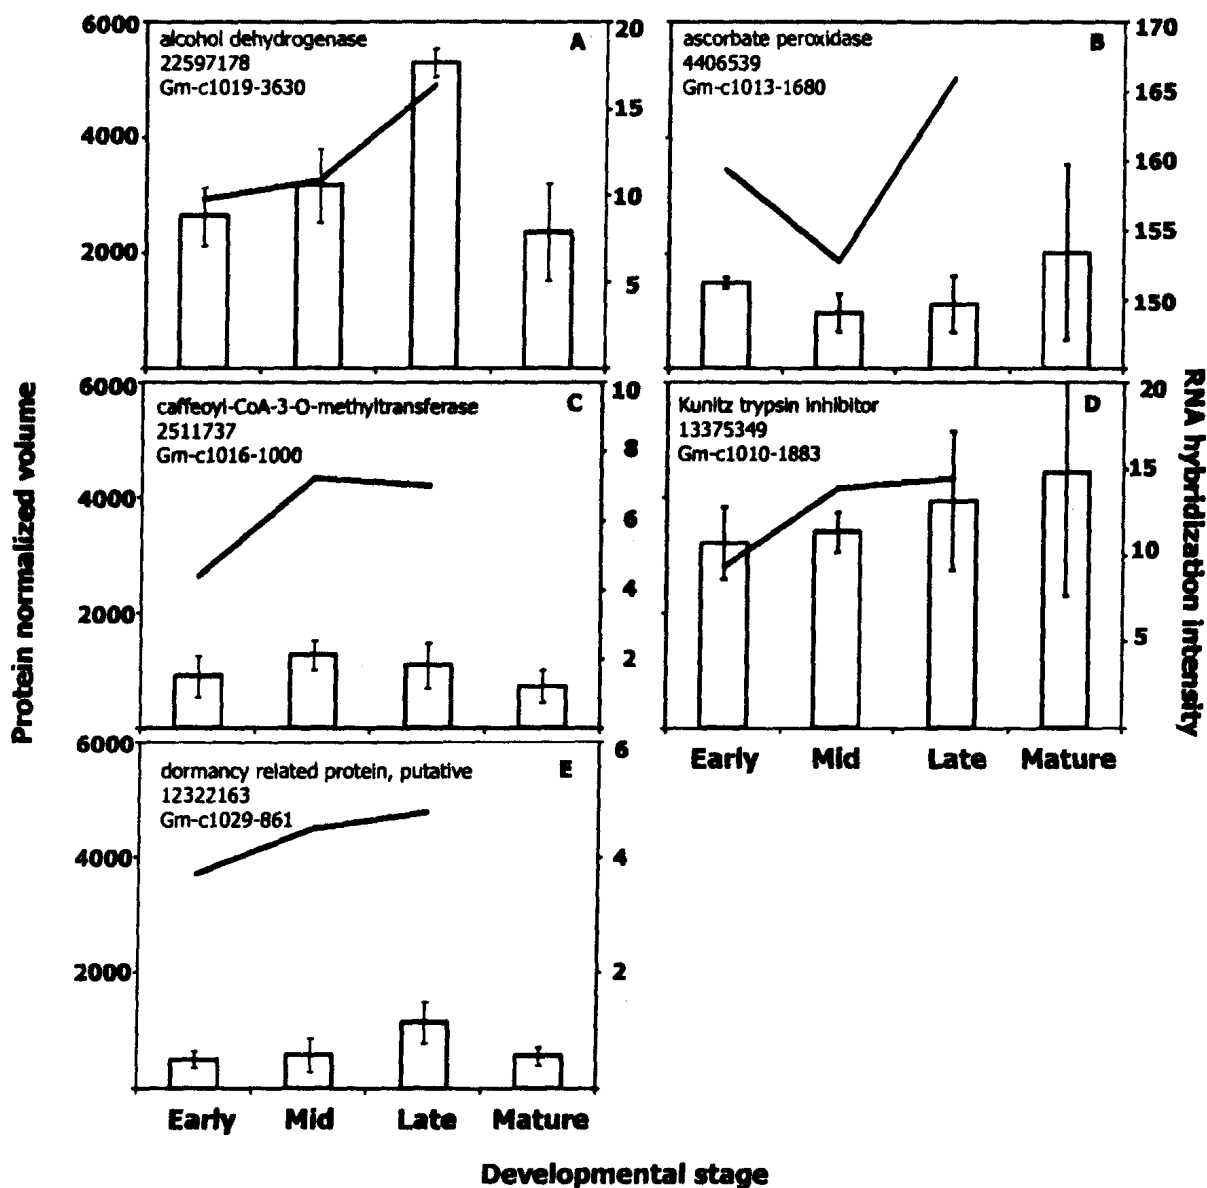 6000
4000
2000
alcohol dehydrogenase
22597178
Gm-c1019-3630
A
20
15
10
5
ascorbate peroxidase
4406539
Gm-c1013-1680
B
170
165
160
155
150
6000
4000
2000
caffeoyl-CoA-3-O-methyltransferase
2511737
Gm-c1016-1000
C
10
8
6
4
2
Kunitz trypsin inhibitor
13375349
Gm-c1010-1883
D
20
15
10
5
Early Mid Late Mature
6000
4000
2000
dormancy related protein, putative
12322163
Gm-c1029-861
E
6
4
2
Early Mid Late Mature
Protein normalized volume
RNA hybridization intensity
Developmental stage